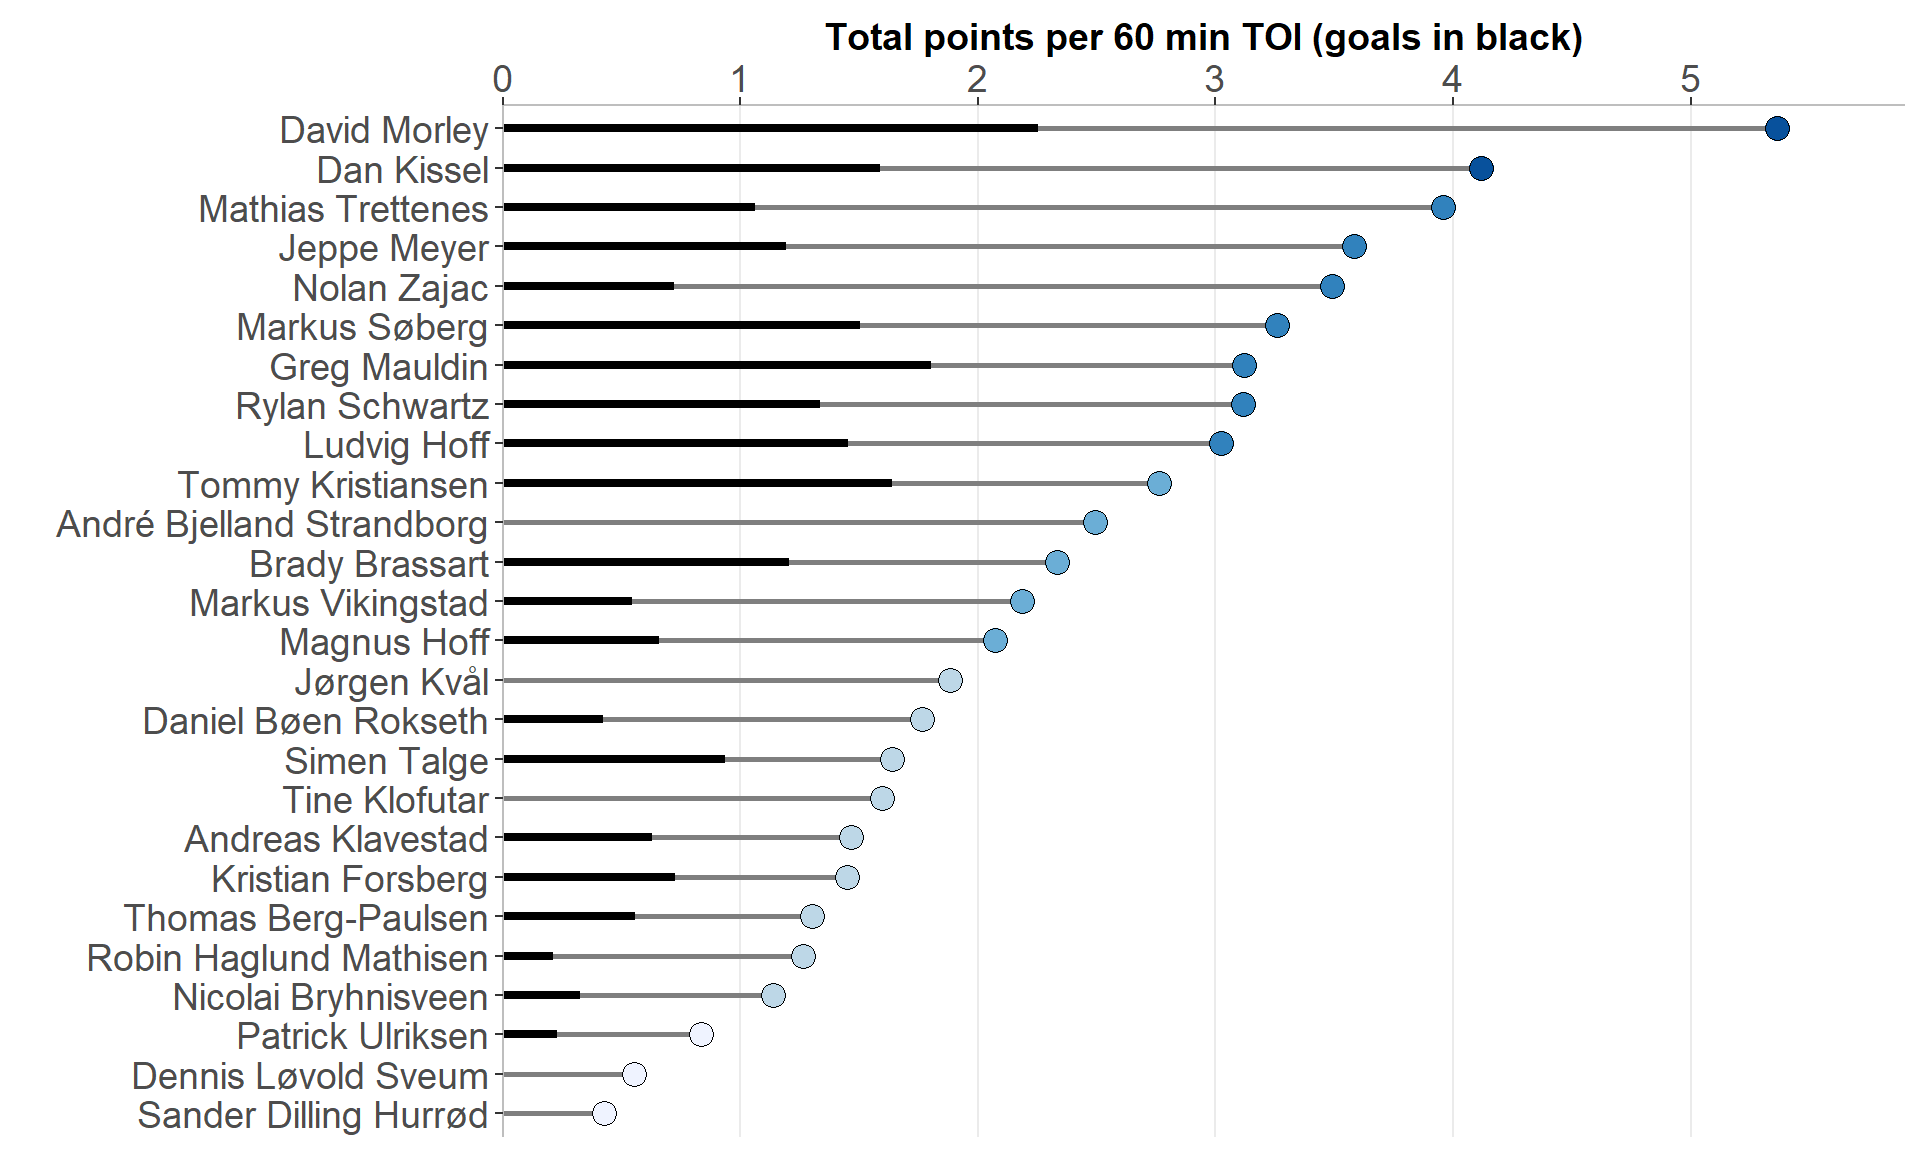 Total points per 60 min TOI (goals in black)
0 1 2 3 4 5
David Morley
Dan Kissel
Mathias Trettenes
Jeppe Meyer
Nolan Zajac
Markus Søberg
Greg Mauldin
Rylan Schwartz
Ludvig Hoff
Tommy Kristiansen
André Bjelland Strandborg
Brady Brassart
Markus Vikingstad
Magnus Hoff
Jørgen Kvål
Daniel Bøen Rokseth
Simen Talge
Tine Klofutar
Andreas Klavestad
Kristian Forsberg
Thomas Berg-Paulsen
Robin Haglund Mathisen
Nicolai Bryhnisveen
Patrick Ulriksen
Dennis Løvold Sveum
Sander Dilling Hurrød